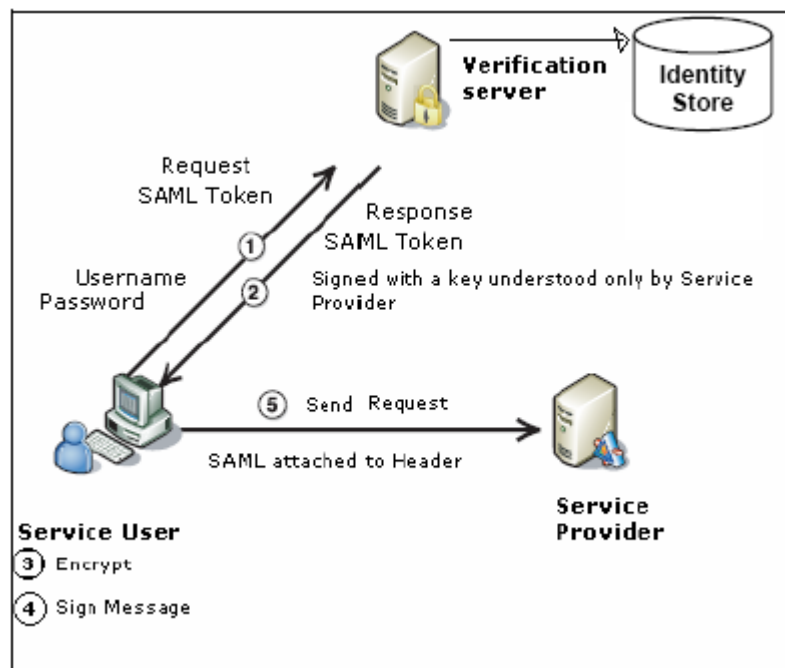 Verification
server
Identity
Store
Request
SAML Token
Response
SAML Token
1
Username
Password
2
Signed with a key understood only by Service
Provider
5 Send Request
SAML attached to Header
Service User
Service
Provider
3 Encrypt
4 Sign Message